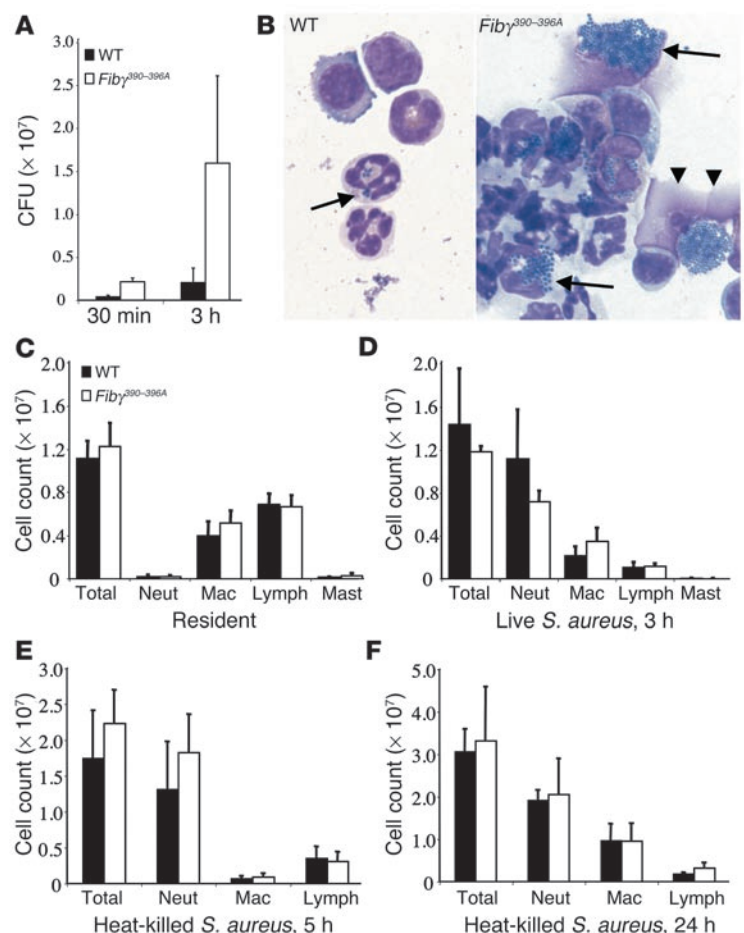 A
3.0
2.5
2.0
1.5
1.0
0.5
0
CFU (× 10⁷)
WT
Fibγ³⁹⁰⁻³⁹⁶ᴬ
30 min 3 h
B
WT
Fibγ³⁹⁰⁻³⁹⁶ᴬ
C
2.0
1.6
1.2
0.8
0.4
0
Cell count (× 10⁷)
WT
Fibγ³⁹⁰⁻³⁹⁶ᴬ
Total Neut Mac Lymph Mast
Resident
D
2.0
1.6
1.2
0.8
0.4
0
Cell count (× 10⁷)
Total Neut Mac Lymph Mast
Live S. aureus, 3 h
E
3.0
2.5
2.0
1.5
1.0
0.5
0
Cell count (× 10⁷)
Total Neut Mac Lymph
Heat-killed S. aureus, 5 h
F
5.0
4.0
3.0
2.0
1.0
0
Cell count (× 10⁷)
Total Neut Mac Lymph
Heat-killed S. aureus, 24 h